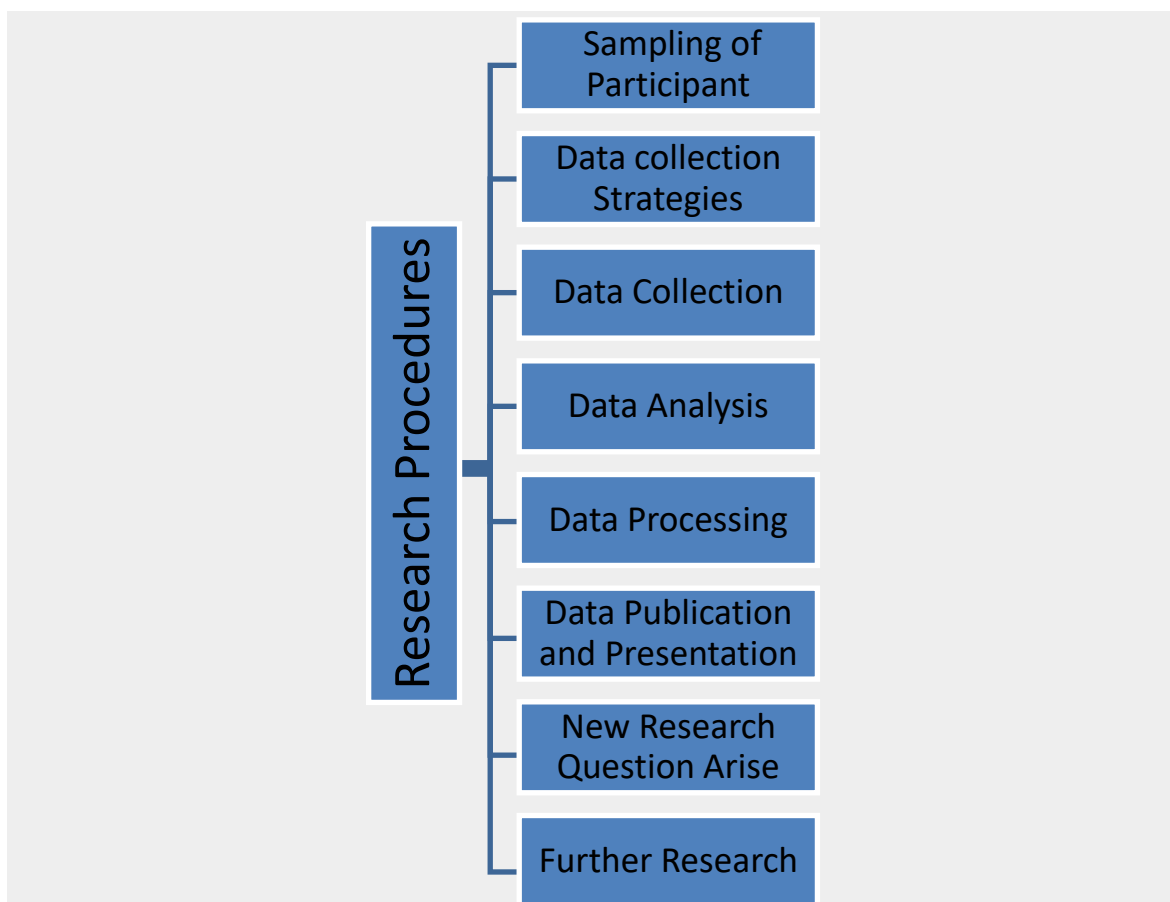 Research Procedures
Sampling of
Participant
Data collection
Strategies
Data Collection
Data Analysis
Data Processing
Data Publication
and Presentation
New Research
Question Arise
Further Research